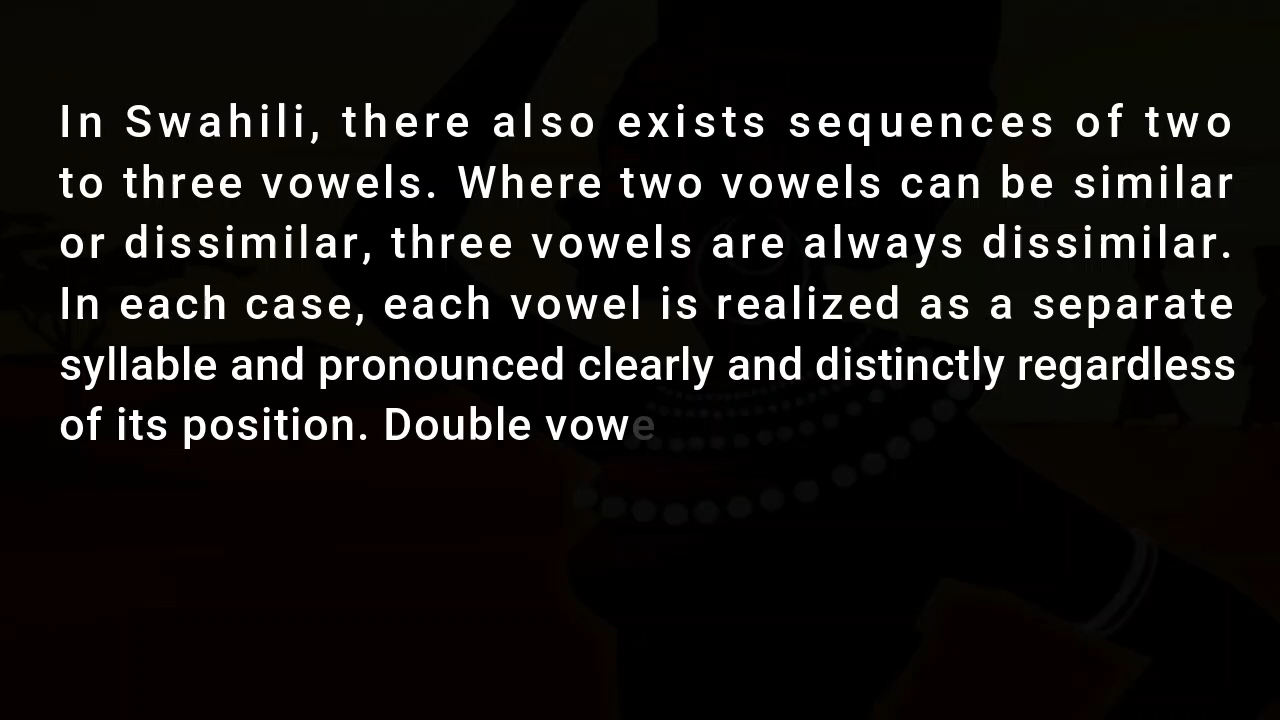 In Swahili, there also exists sequences of two
to three vowels. Where two vowels can be similar
or dissimilar, three vowels are always dissimilar.
In each case, each vowel is realized as a separate
syllable and pronounced clearly and distinctly regardless
of its position. Double vowe